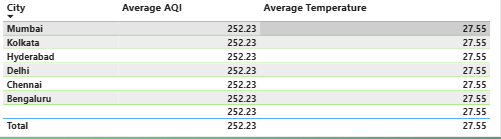 City Average AQI Average Temperature
Mumbai 252.23 27.55
Kolkata 252.23 27.55
Hyderabad 252.23 27.55
Delhi 252.23 27.55
Chennai 252.23 27.55
Bengaluru 252.23 27.55
252.23 27.55
Total 252.23 27.55